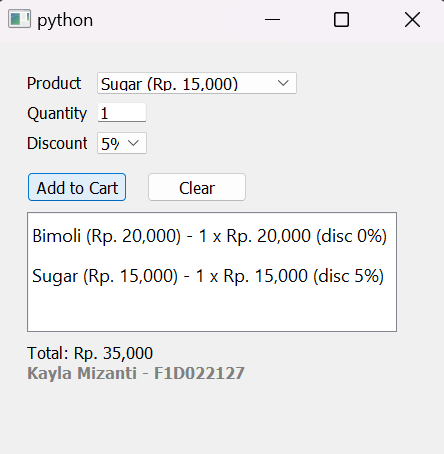 python
Product Sugar (Rp. 15,000)
Quantity 1
Discount 5%
Add to Cart Clear
Bimoli (Rp. 20,000) - 1 x Rp. 20,000 (disc 0%)
Sugar (Rp. 15,000) - 1 x Rp. 15,000 (disc 5%)
Total: Rp. 35,000
Kayla Mizanti - F1D022127